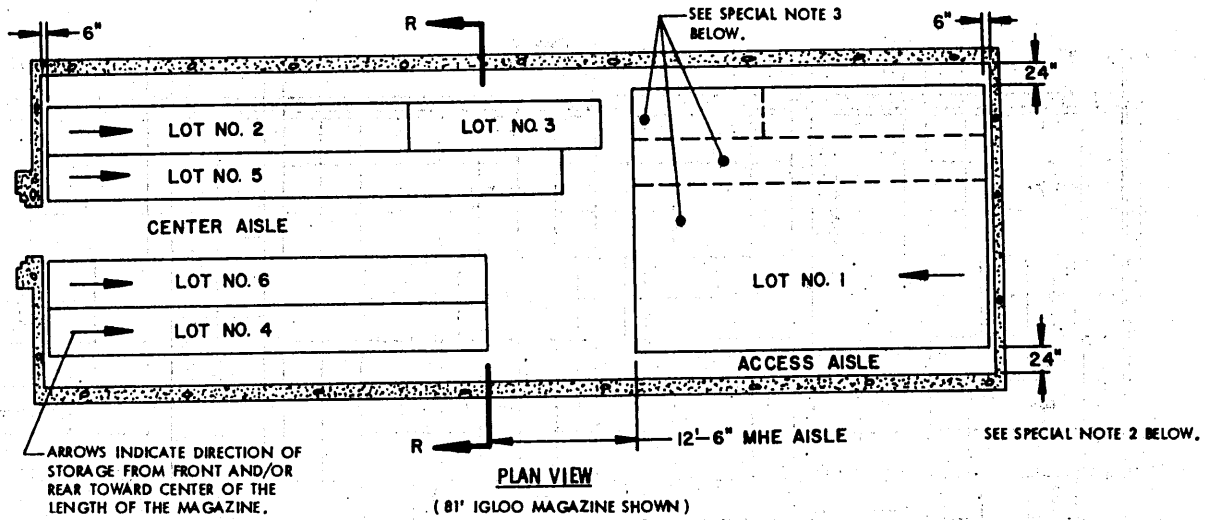 6"
R
SEE SPECIAL NOTE 3
BELOW.
6"
24"
LOT NO. 2
LOT NO. 3
LOT NO. 5
CENTER AISLE
LOT NO. 6
LOT NO. 4
LOT NO. 1
ACCESS AISLE
24"
R
12'-6" MHE AISLE
SEE SPECIAL NOTE 2 BELOW.
ARROWS INDICATE DIRECTION OF
STORAGE FROM FRONT AND/OR
REAR TOWARD CENTER OF THE
LENGTH OF THE MAGAZINE.
PLAN VIEW
( 81' IGLOO MAGAZINE SHOWN )